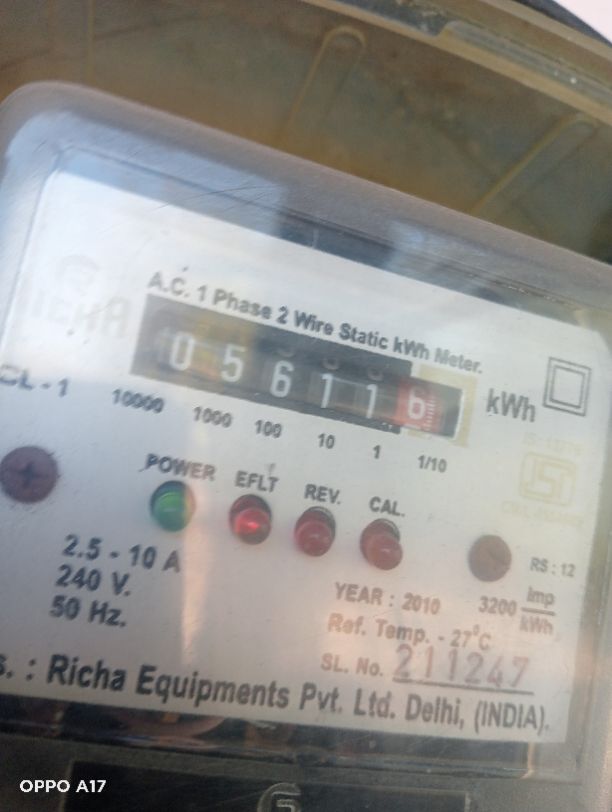 RICHA
A.C. 1 Phase 2 Wire Static kWh Meter.
0 5 6 1 1 6 kWh
CL - 1 10000 1000 100 10 1 1/10
POWER EFLT REV. CAL.
2.5 - 10 A
240 V.
50 Hz.
RS : 12
YEAR : 2010 3200 Imp/kWh
Ref. Temp. - 27°C
SL. No. 211247
s. : Richa Equipments Pvt. Ltd. Delhi, (INDIA).
OPPO A17